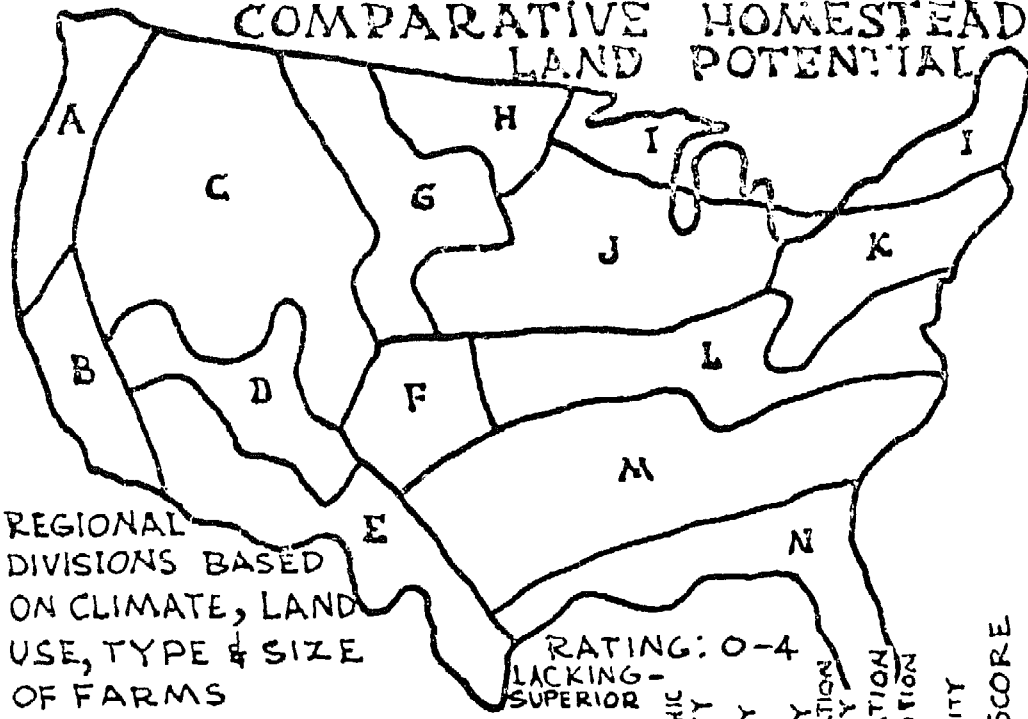 COMPARATIVE HOMESTEAD
LAND POTENTIAL
A
H
I
I
C
G
J
K
B
D
F
L
M
E
N
REGIONAL
DIVISIONS BASED
ON CLIMATE, LAND
USE, TYPE & SIZE
OF FARMS
RATING: 0-4
LACKING-
SUPERIOR
SCORE